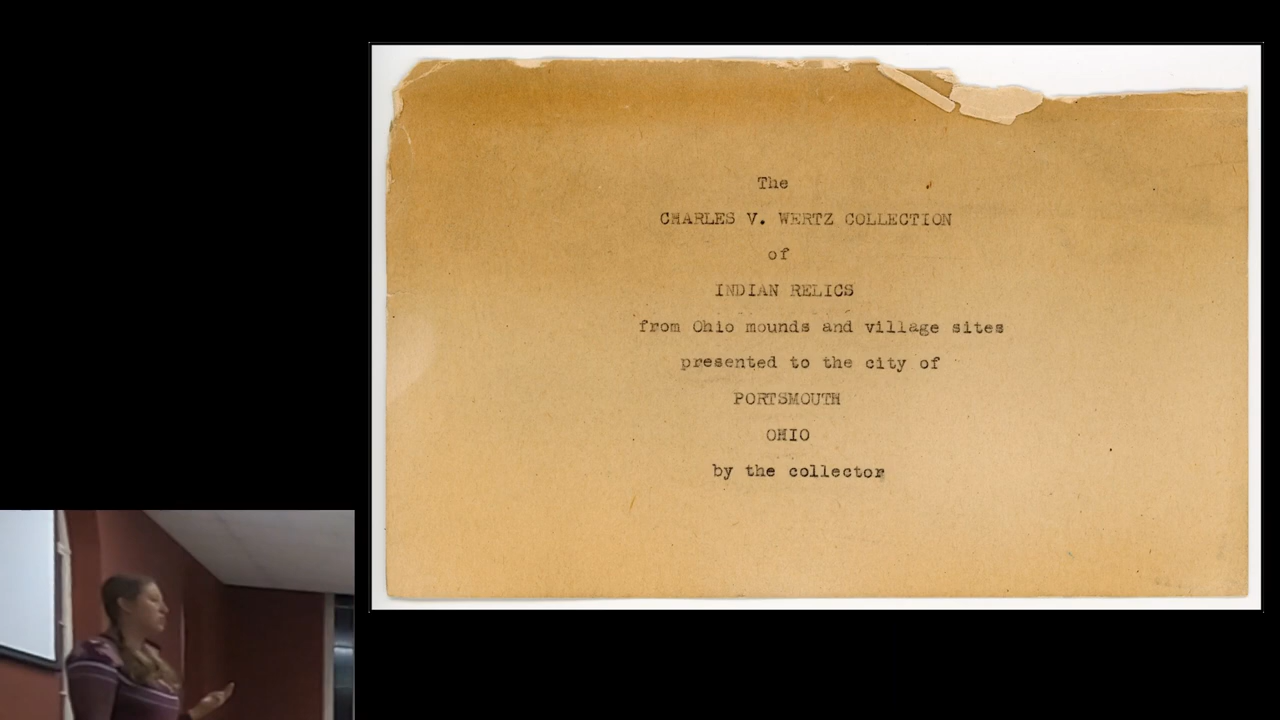 The
CHARLES V. WERTZ COLLECTION
of
INDIAN RELICS
from Ohio mounds and village sites
presented to the city of
PORTSMOUTH
OHIO
by the collector